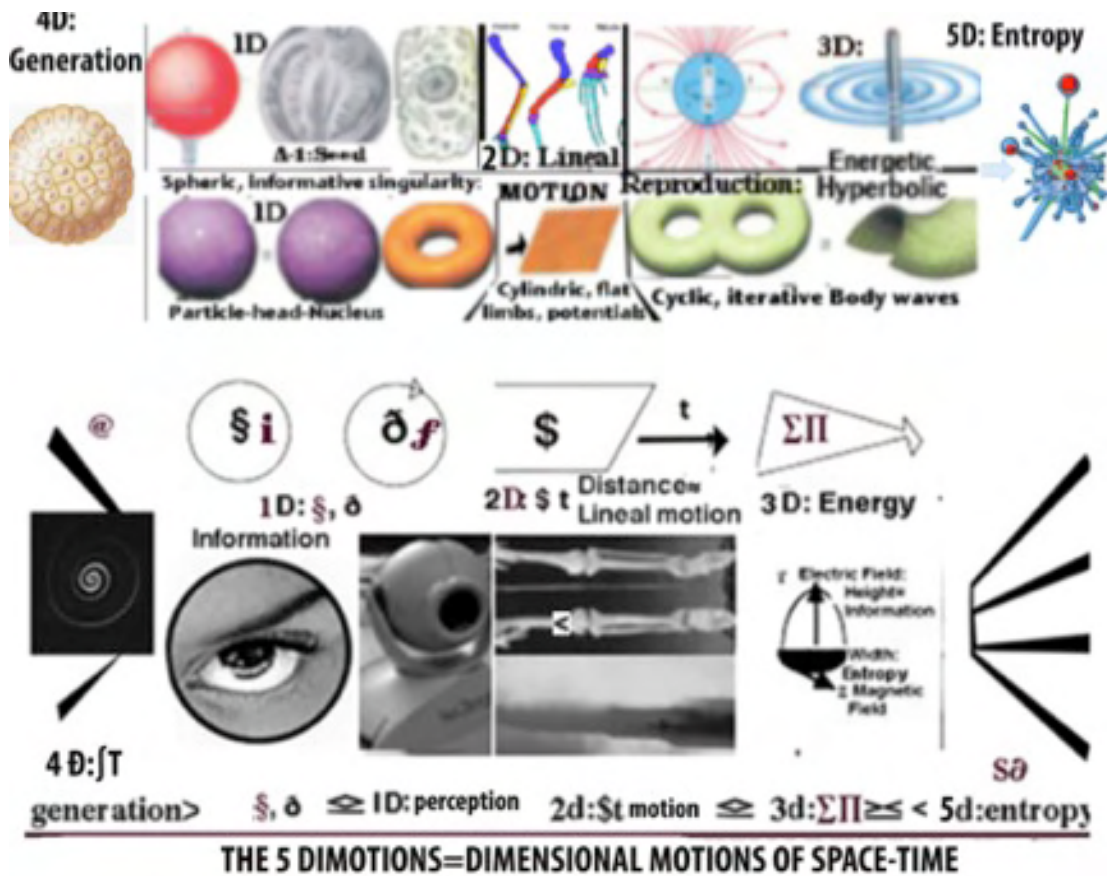 4D:
Generation
1D
Δ-1:Seed
2D: Lineal
3D:
5D: Entropy
Spheric, Informative singularity:
MOTION
Reproduction:
Energetic
Hyperbolic
1D
=
=
Particle-head-Nucleus
Cylindric, flat
limbs, potentials
Cyclic, iterative Body waves
@
§ i
ð ƒ
$
t
ΣΠ
1D: §, ð
Information
2D: $ t
Distance≈
Lineal motion
3D: Energy
<
r Electric Field:
Height=
Information
Width:
Entropy
Σ Magnetic
Field
4 Ð:∫T
generation>
§, ð ≤≥ 1D: perception
2d:$t motion ≤≥ 3d:ΣΠ≥≤ < 5d:entropy
S∂
THE 5 DIMOTIONS=DIMENSIONAL MOTIONS OF SPACE-TIME